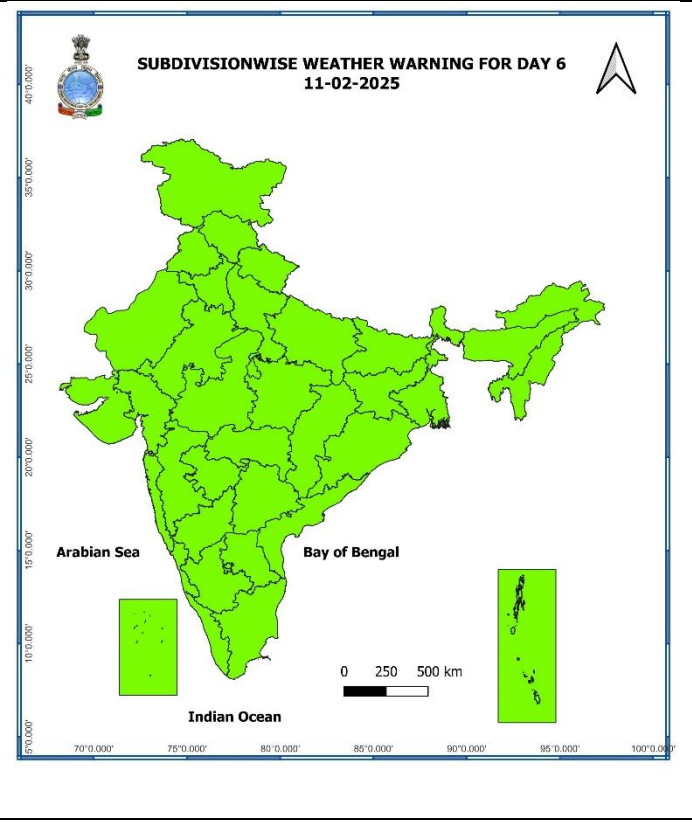 SUBDIVISIONWISE WEATHER WARNING FOR DAY 6
11-02-2025
40°0.000'
35°0.000'
30°0.000'
25°0.000'
20°0.000'
15°0.000'
10°0.000'
5°0.000'
Arabian Sea
Bay of Bengal
0 250 500 km
Indian Ocean
70°0.000' 75°0.000' 80°0.000' 85°0.000' 90°0.000' 95°0.000' 100°0.000'